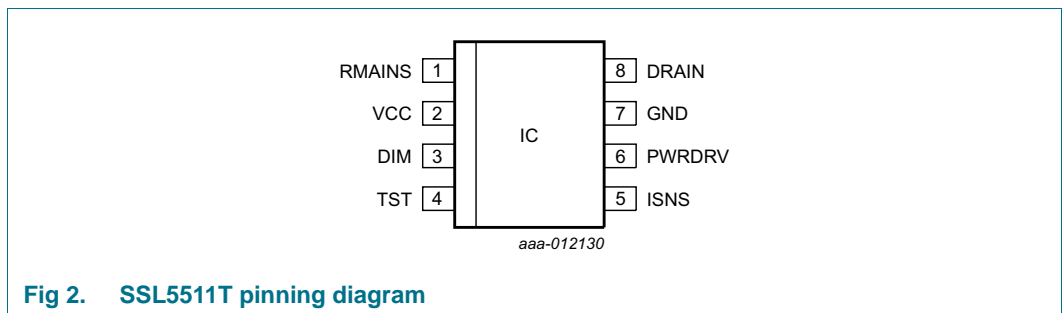 RMAINS 1 8 DRAIN
VCC 2 7 GND
IC
DIM 3 6 PWRDRV
TST 4 5 ISNS
aaa-012130
Fig 2. SSL5511T pinning diagram